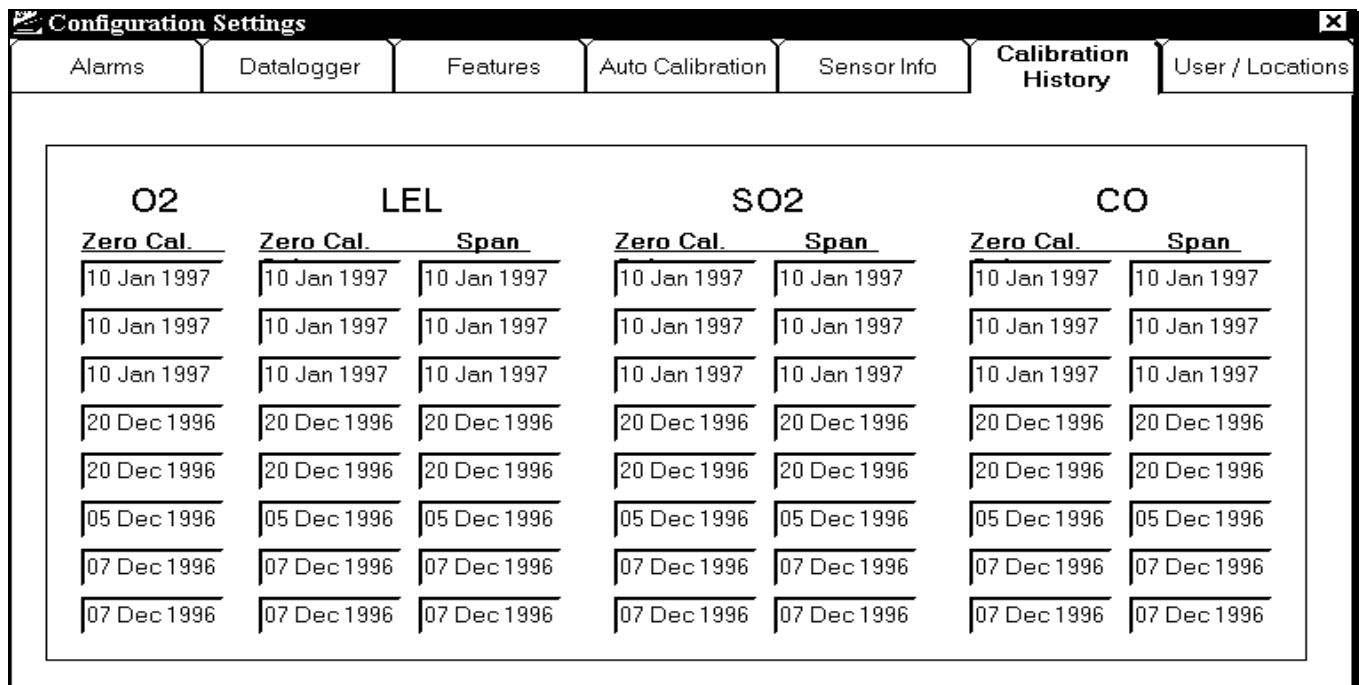 Configuration Settings
Alarms Datalogger Features Auto Calibration Sensor Info Calibration History User / Locations
O2 LEL SO2 CO
Zero Cal. Zero Cal. Span Zero Cal. Span Zero Cal. Span
10 Jan 1997 10 Jan 1997 10 Jan 1997 10 Jan 1997 10 Jan 1997 10 Jan 1997 10 Jan 1997
10 Jan 1997 10 Jan 1997 10 Jan 1997 10 Jan 1997 10 Jan 1997 10 Jan 1997 10 Jan 1997
10 Jan 1997 10 Jan 1997 10 Jan 1997 10 Jan 1997 10 Jan 1997 10 Jan 1997 10 Jan 1997
20 Dec 1996 20 Dec 1996 20 Dec 1996 20 Dec 1996 20 Dec 1996 20 Dec 1996 20 Dec 1996
20 Dec 1996 20 Dec 1996 20 Dec 1996 20 Dec 1996 20 Dec 1996 20 Dec 1996 20 Dec 1996
05 Dec 1996 05 Dec 1996 05 Dec 1996 05 Dec 1996 05 Dec 1996 05 Dec 1996 05 Dec 1996
07 Dec 1996 07 Dec 1996 07 Dec 1996 07 Dec 1996 07 Dec 1996 07 Dec 1996 07 Dec 1996
07 Dec 1996 07 Dec 1996 07 Dec 1996 07 Dec 1996 07 Dec 1996 07 Dec 1996 07 Dec 1996